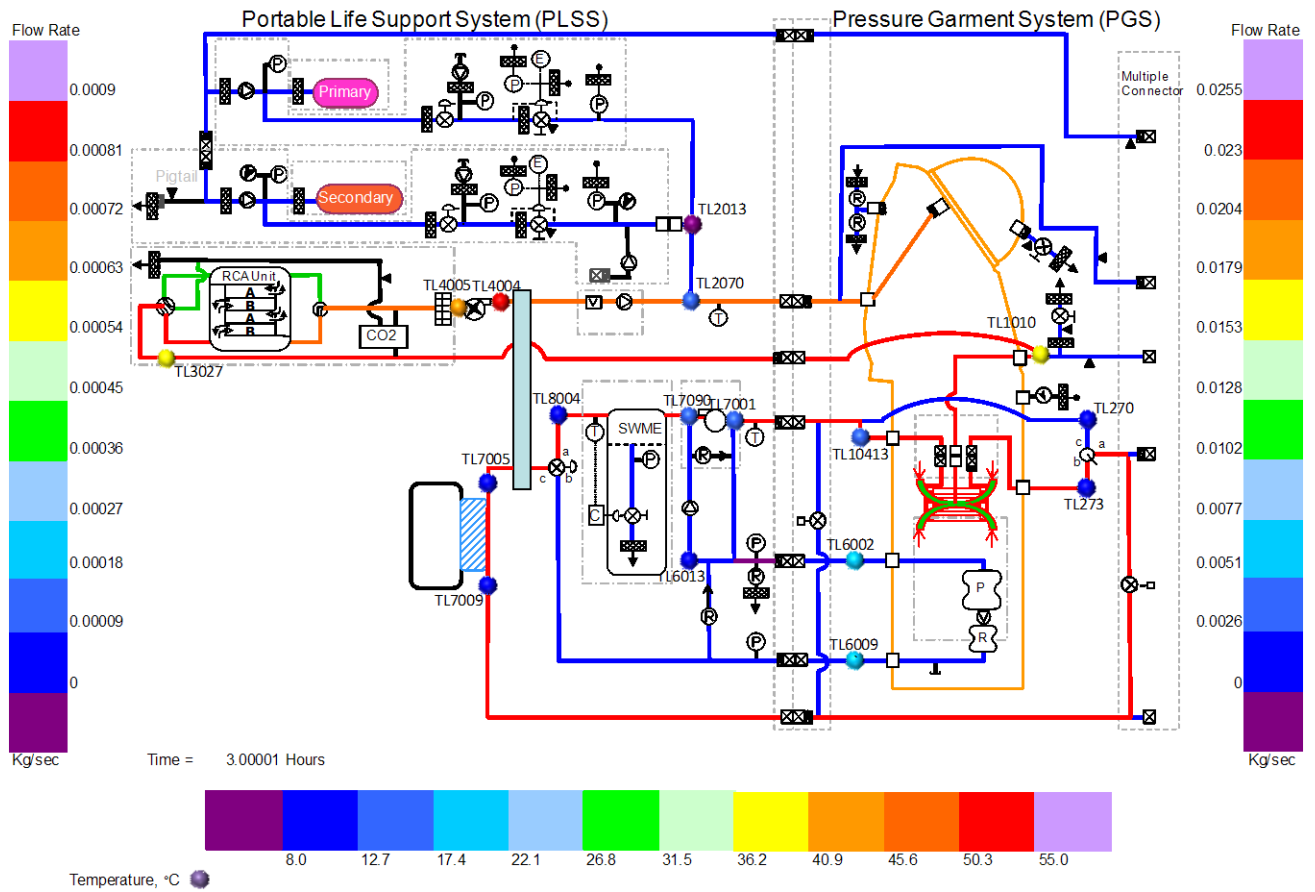 Portable Life Support System (PLSS)
Pressure Garment System (PGS)
Flow Rate
0.0009
0.00081
0.00072
0.00063
0.00054
0.00045
0.00036
0.00027
0.00018
0.00009
0
Kg/sec
Flow Rate
0.0255
0.023
0.0204
0.0179
0.0153
0.0128
0.0102
0.0077
0.0051
0.0026
0
Kg/sec
Multiple
Connector
P
Primary
E
P
P
P
Pigtail
P
Secondary
E
P
P
P
TL2013
RCA Unit
A
B
A
B
TL4005
TL4004
V
TL2070
T
CO2
TL3027
R
R
TL1010
TL8004
T
SWME
P
C
TL7090
TL7001
T
R
a
c
b
TL7005
TL7009
TL10413
TL270
c
a
b
TL273
TL6013
P
R
R
P
TL6002
TL6009
P
V
R
Time = 3.00001 Hours
8.0
12.7
17.4
22.1
26.8
31.5
36.2
40.9
45.6
50.3
55.0
Temperature, °C